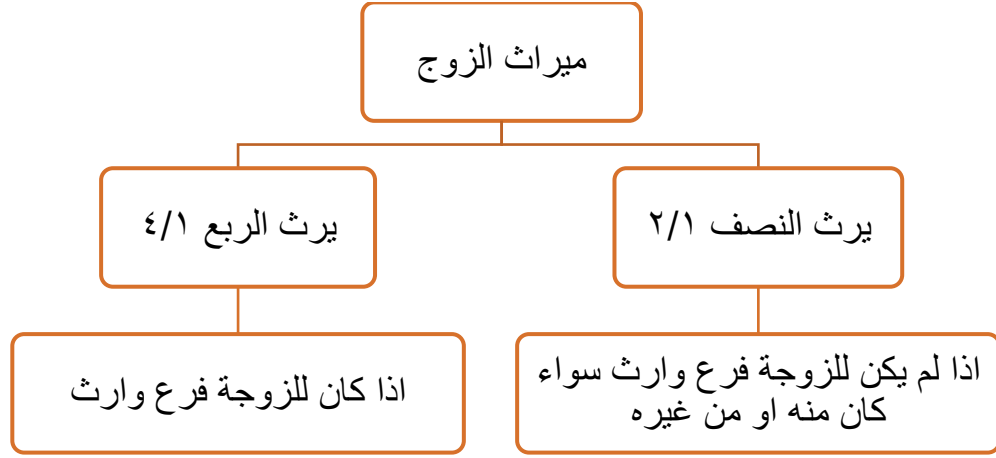 ميراث الزوج
يرث النصف ٢/١
يرث الربع ٤/١
اذا لم يكن للزوجة فرع وارث سواء
كان منه او من غيره
اذا كان للزوجة فرع وارث